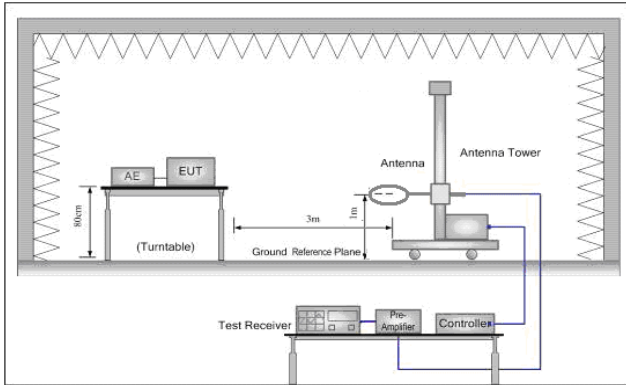 Antenna
Antenna Tower
AE
EUT
80cm
1m
3m
(Turntable)
Ground Reference Plane
Test Receiver
Pre-
Amplifier
Controller